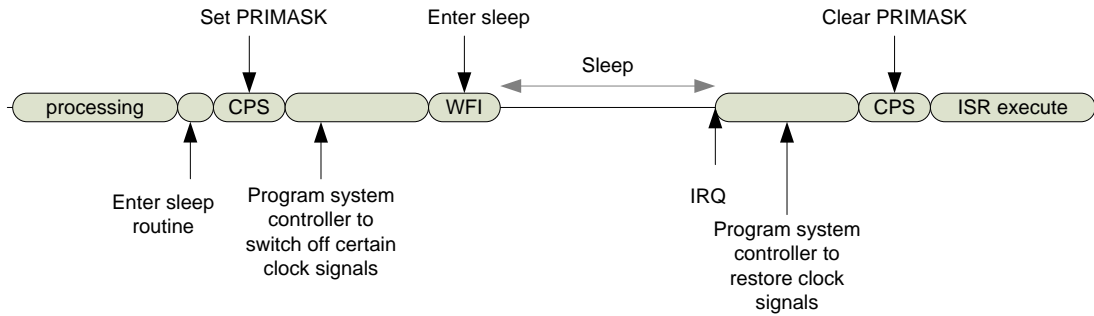 Set PRIMASK
Enter sleep
Clear PRIMASK
Sleep
processing
CPS
WFI
CPS
ISR execute
Enter sleep
routine
Program system
controller to
switch off certain
clock signals
IRQ
Program system
controller to
restore clock
signals